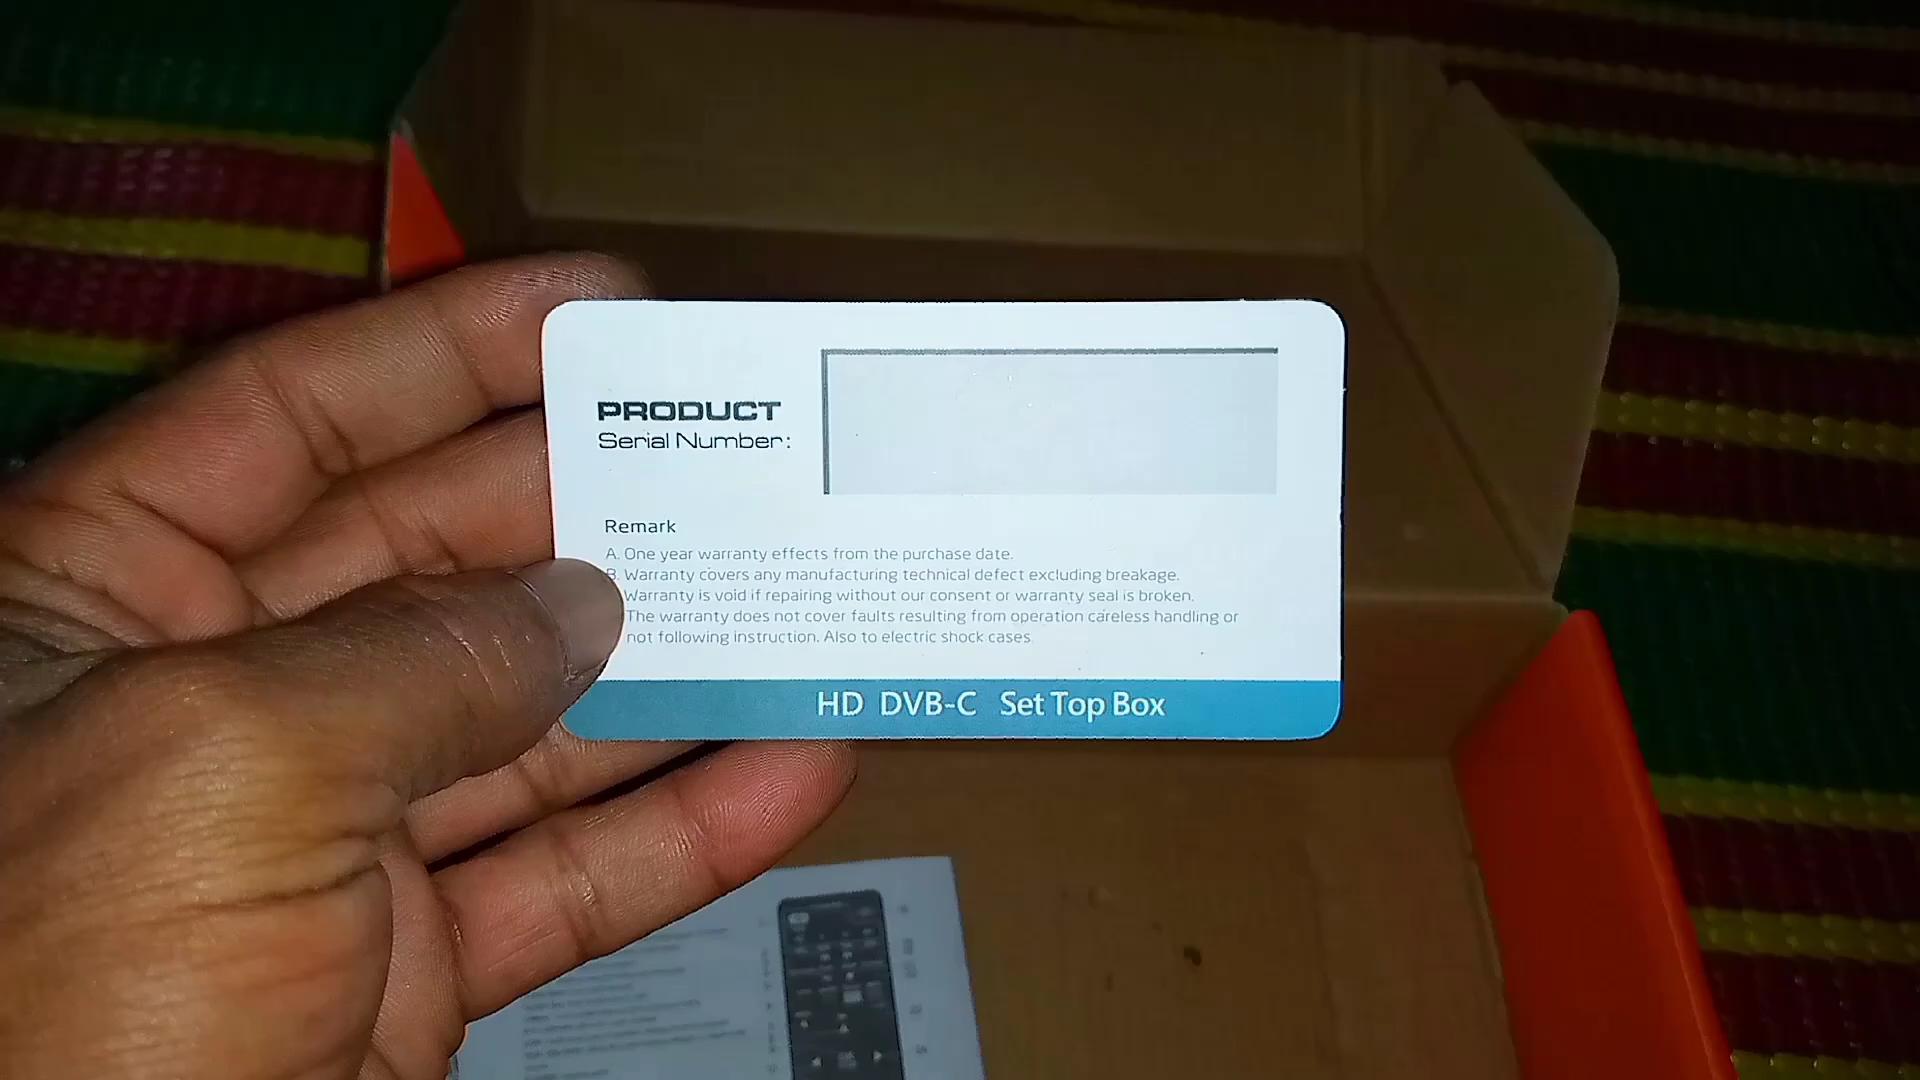 PRODUCT
Serial Number:
Remark
A. One year warranty effects from the purchase date.
B. Warranty covers any manufacturing technical defect excluding breakage.
Warranty is void if repairing without our consent or warranty seal is broken.
The warranty does not cover faults resulting from operation careless handling or
not following instruction. Also to electric shock cases.
HD DVB-C Set Top Box